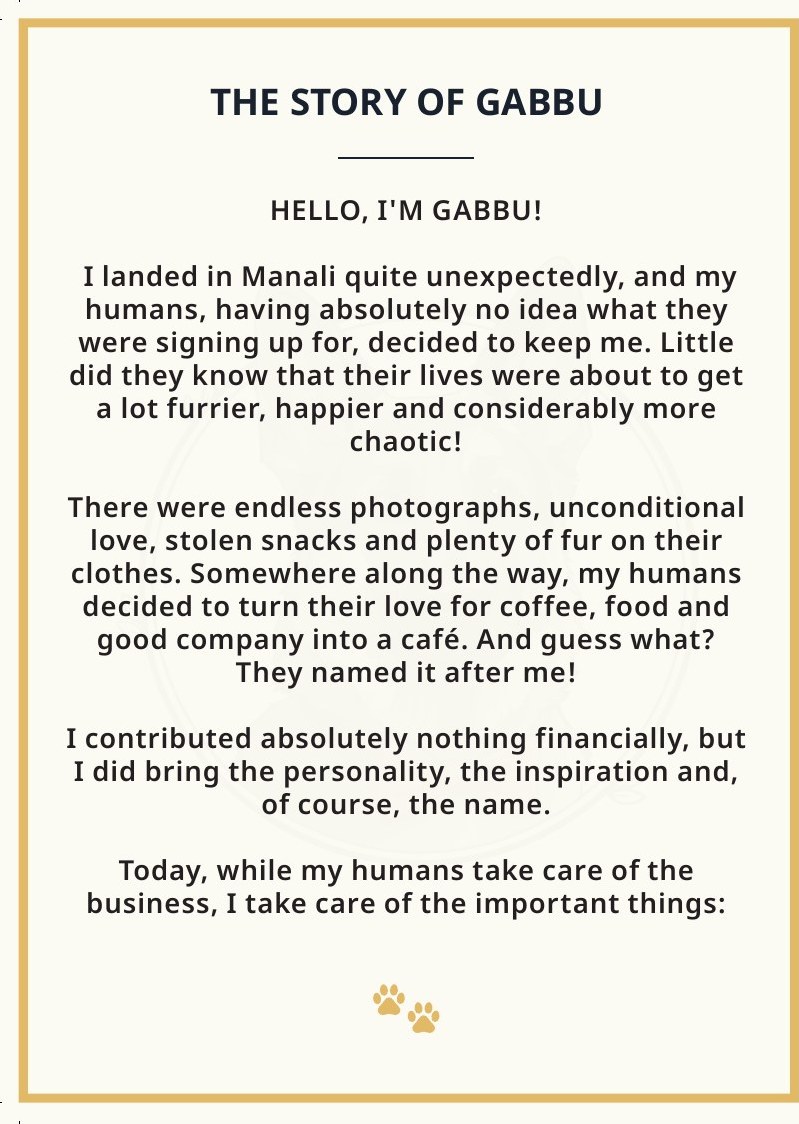 THE STORY OF GABBU
HELLO, I'M GABBU!
I landed in Manali quite unexpectedly, and my
humans, having absolutely no idea what they
were signing up for, decided to keep me. Little
did they know that their lives were about to get
a lot furrier, happier and considerably more
chaotic!
There were endless photographs, unconditional
love, stolen snacks and plenty of fur on their
clothes. Somewhere along the way, my humans
decided to turn their love for coffee, food and
good company into a café. And guess what?
They named it after me!
I contributed absolutely nothing financially, but
I did bring the personality, the inspiration and,
of course, the name.
Today, while my humans take care of the
business, I take care of the important things: